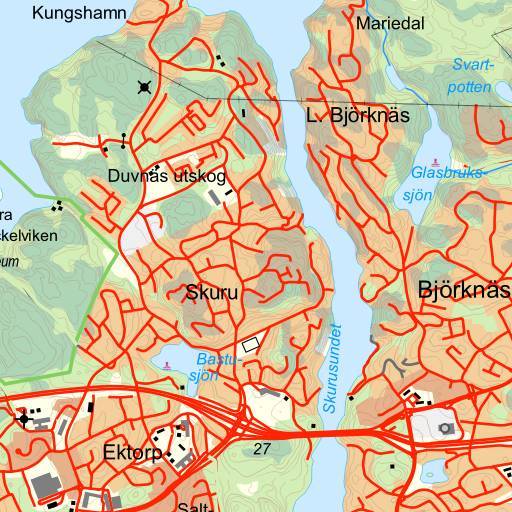 Kungshamn
Mariedal
Svart-
potten
L. Björknäs
Glasbruks-
sjön
Duvnäs utskog
kelviken
Skuru
Björknäs
Bastu-
sjön
Skurusundet
Ektorp
27
Salt-